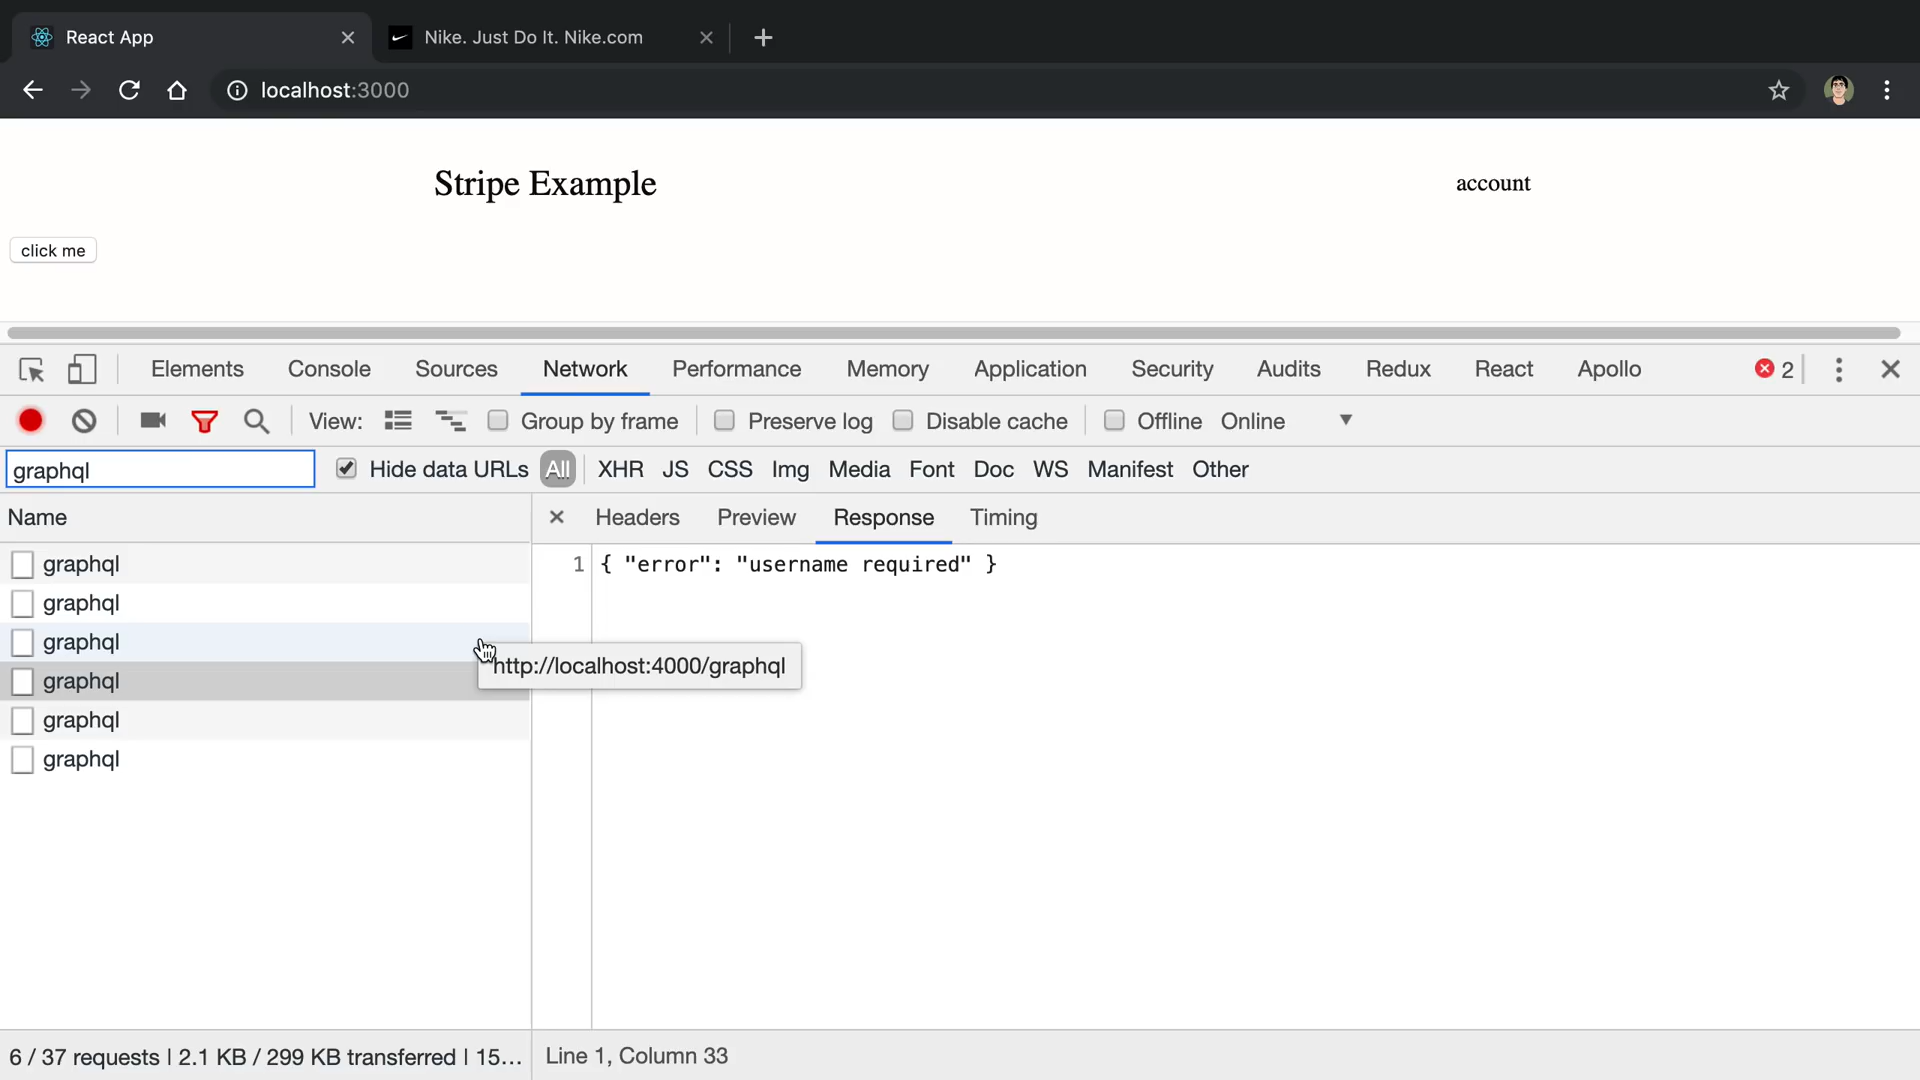 React App
Nike. Just Do It. Nike.com
localhost:3000
Stripe Example
account
click me
Elements Console Sources Network Performance Memory Application Security Audits Redux React Apollo 2
View: Group by frame Preserve log Disable cache Offline Online
graphql Hide data URLs All XHR JS CSS Img Media Font Doc WS Manifest Other
Name Headers Preview Response Timing
graphql
graphql
graphql
graphql
graphql
graphql
1 { "error": "username required" }
http://localhost:4000/graphql
6 / 37 requests | 2.1 KB / 299 KB transferred | 15...
Line 1, Column 33